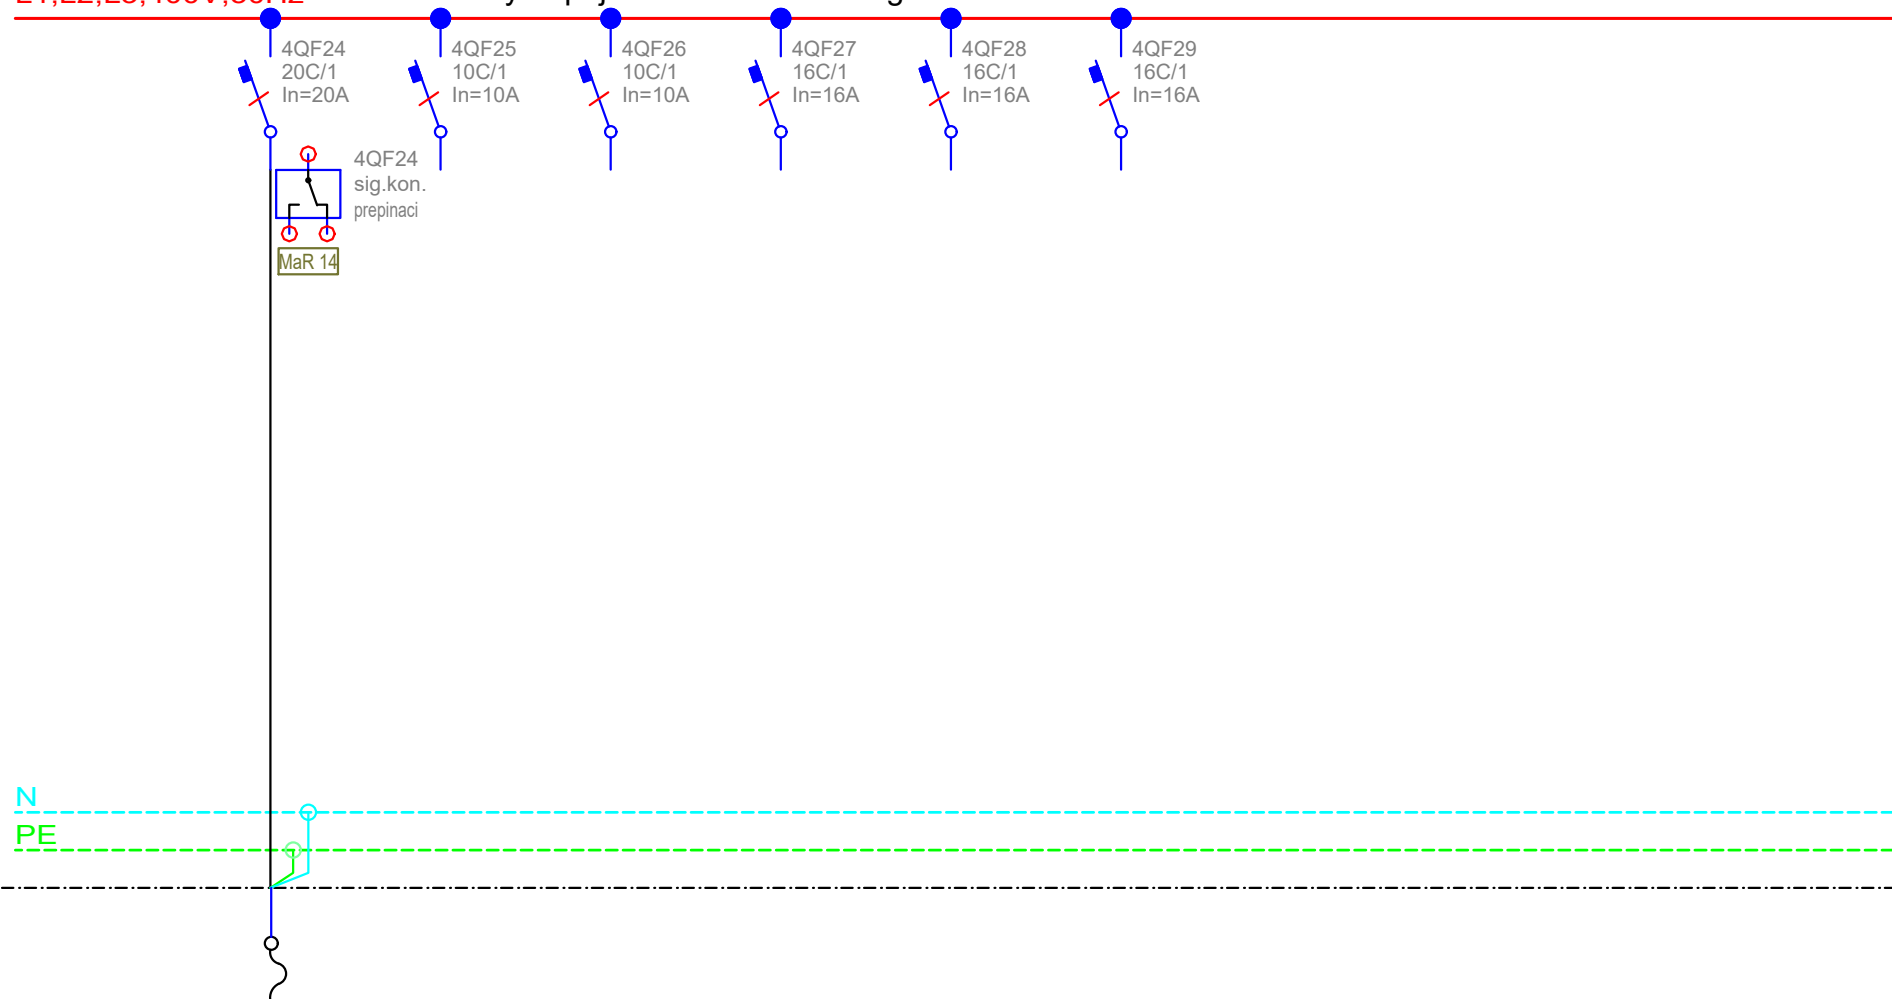 4QF24
20C/1
In=20A
4QF25
10C/1
In=10A
4QF26
10C/1
In=10A
4QF27
16C/1
In=16A
4QF28
16C/1
In=16A
4QF29
16C/1
In=16A
4QF24
sig.kon.
prepinaci
MaR 14
N
PE